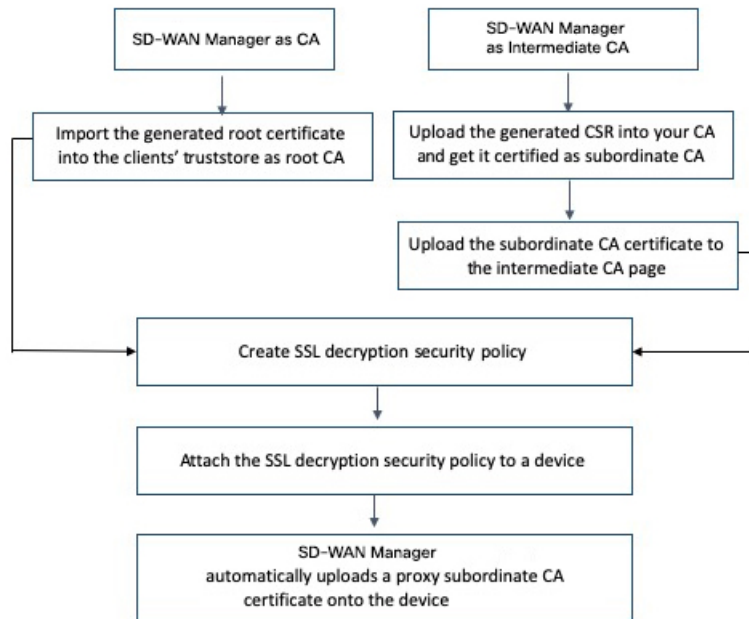 SD-WAN Manager as CA
SD-WAN Manager
as Intermediate CA
Import the generated root certificate
into the clients' truststore as root CA
Upload the generated CSR into your CA
and get it certified as subordinate CA
Upload the subordinate CA certificate to
the intermediate CA page
Create SSL decryption security policy
Attach the SSL decryption security policy to a device
SD-WAN Manager
automatically uploads a proxy subordinate CA
certificate onto the device